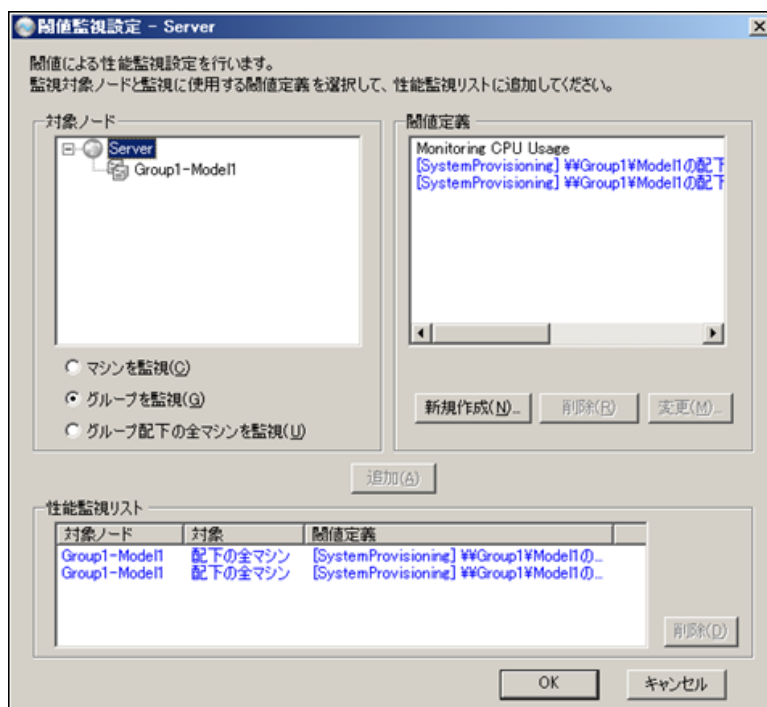 閾値監視設定 - Server
閾値による性能監視設定を行います。
監視対象ノードと監視に使用する閾値定義を選択して、性能監視リストに追加してください。
対象ノード
Server
Group1-Model1
マシンを監視(C)
グループを監視(G)
グループ配下の全マシンを監視(U)
閾値定義
Monitoring CPU Usage
[SystemProvisioning] ¥¥Group1¥Model1の配下
[SystemProvisioning] ¥¥Group1¥Model1の配下
新規作成(N)... 削除(R) 変更(M)...
追加(A)
性能監視リスト
対象ノード 対象 閾値定義
Group1-Model1 配下の全マシン [SystemProvisioning] ¥¥Group1¥Model1の...
Group1-Model1 配下の全マシン [SystemProvisioning] ¥¥Group1¥Model1の...
削除(D)
OK キャンセル